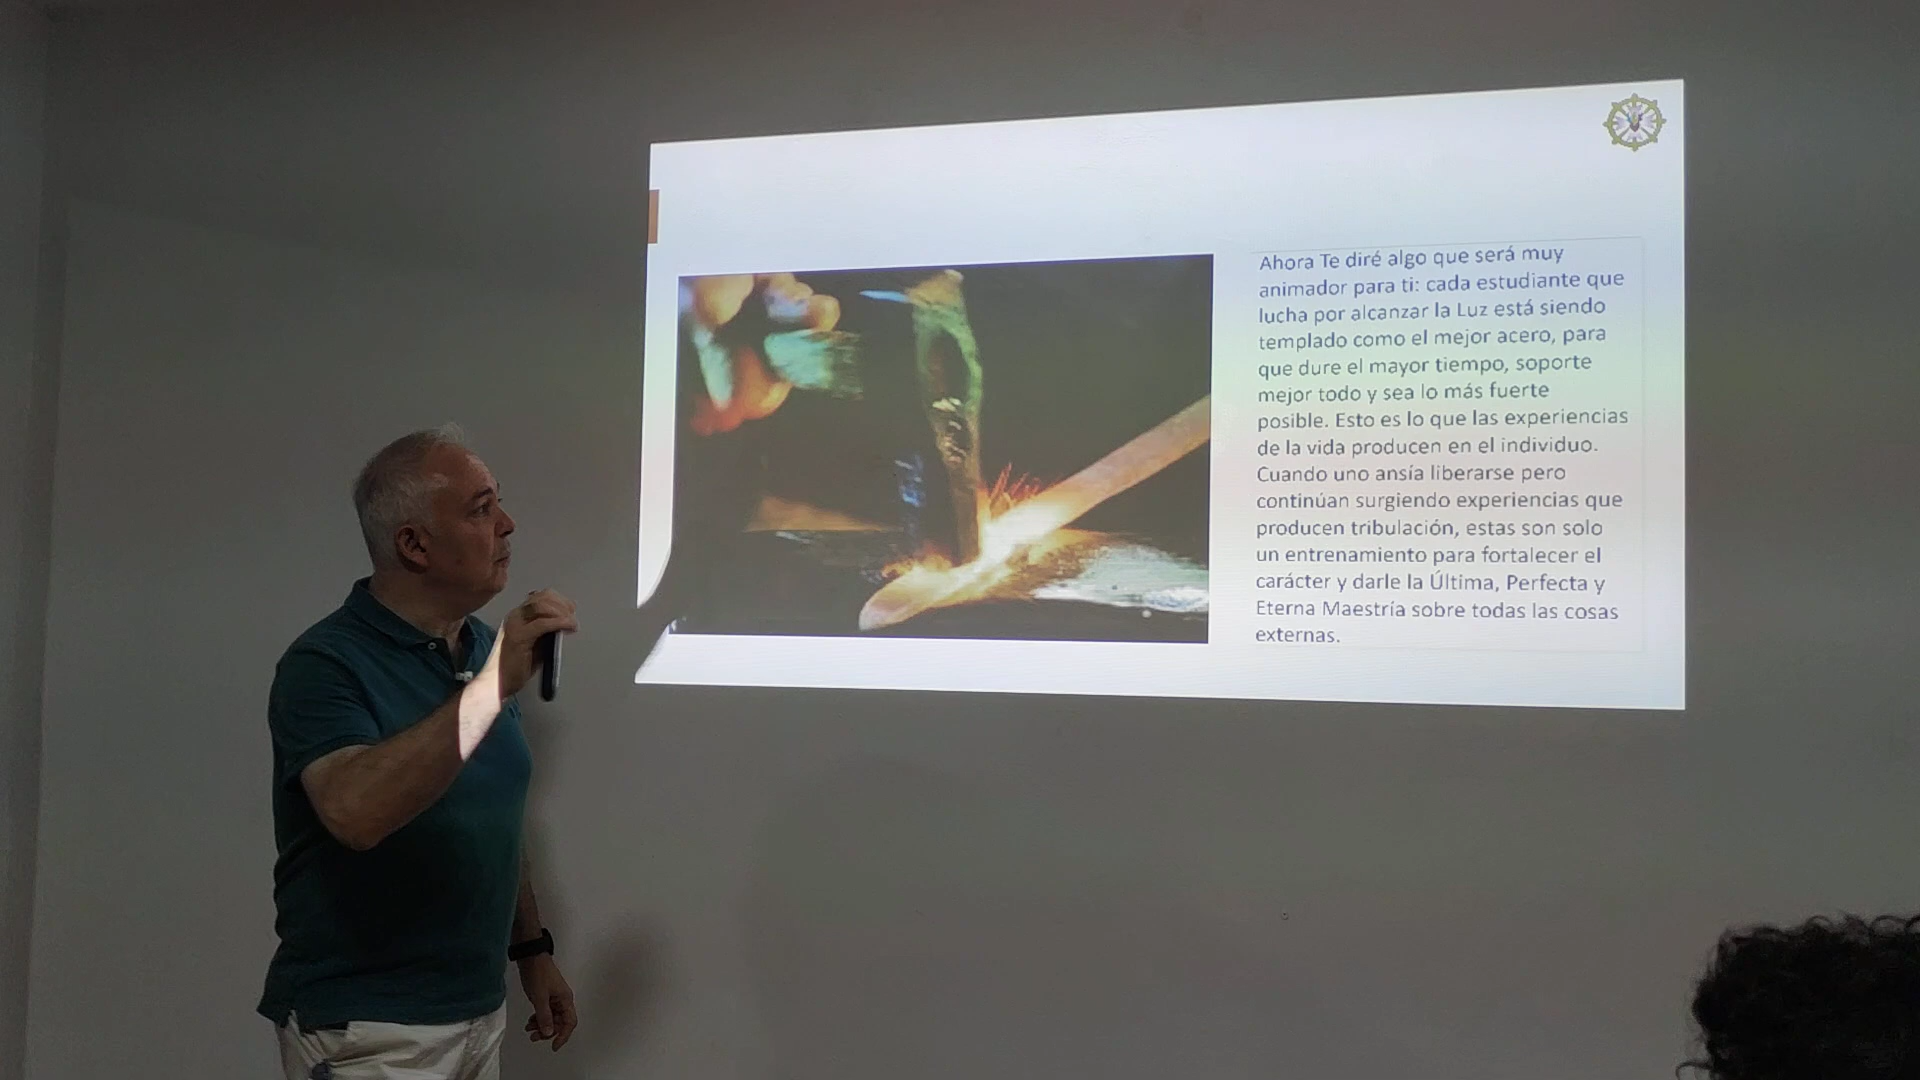 Ahora Te diré algo que será muy
animador para ti: cada estudiante que
lucha por alcanzar la Luz está siendo
templado como el mejor acero, para
que dure el mayor tiempo, soporte
mejor todo y sea lo más fuerte
posible. Esto es lo que las experiencias
de la vida producen en el individuo.
Cuando uno ansía liberarse pero
continúan surgiendo experiencias que
producen tribulación, estas son solo
un entrenamiento para fortalecer el
carácter y darle la Última, Perfecta y
Eterna Maestría sobre todas las cosas
externas.